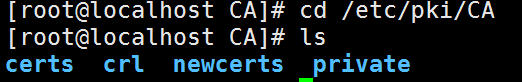 [root@localhost CA]# cd /etc/pki/CA
[root@localhost CA]# ls
certs  crl  newcerts  private